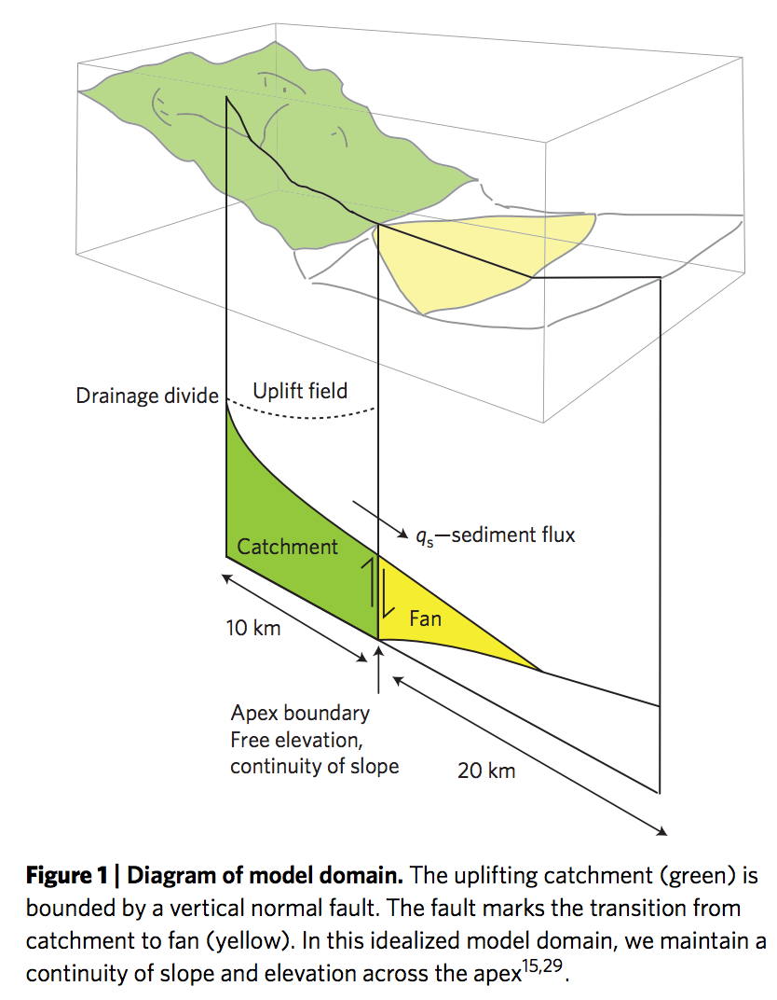 Drainage divide
Uplift field
Catchment
qs—sediment flux
Fan
10 km
Apex boundary
Free elevation,
continuity of slope
20 km
Figure 1 | Diagram of model domain. The uplifting catchment (green) is
bounded by a vertical normal fault. The fault marks the transition from
catchment to fan (yellow). In this idealized model domain, we maintain a
continuity of slope and elevation across the apex15,29.